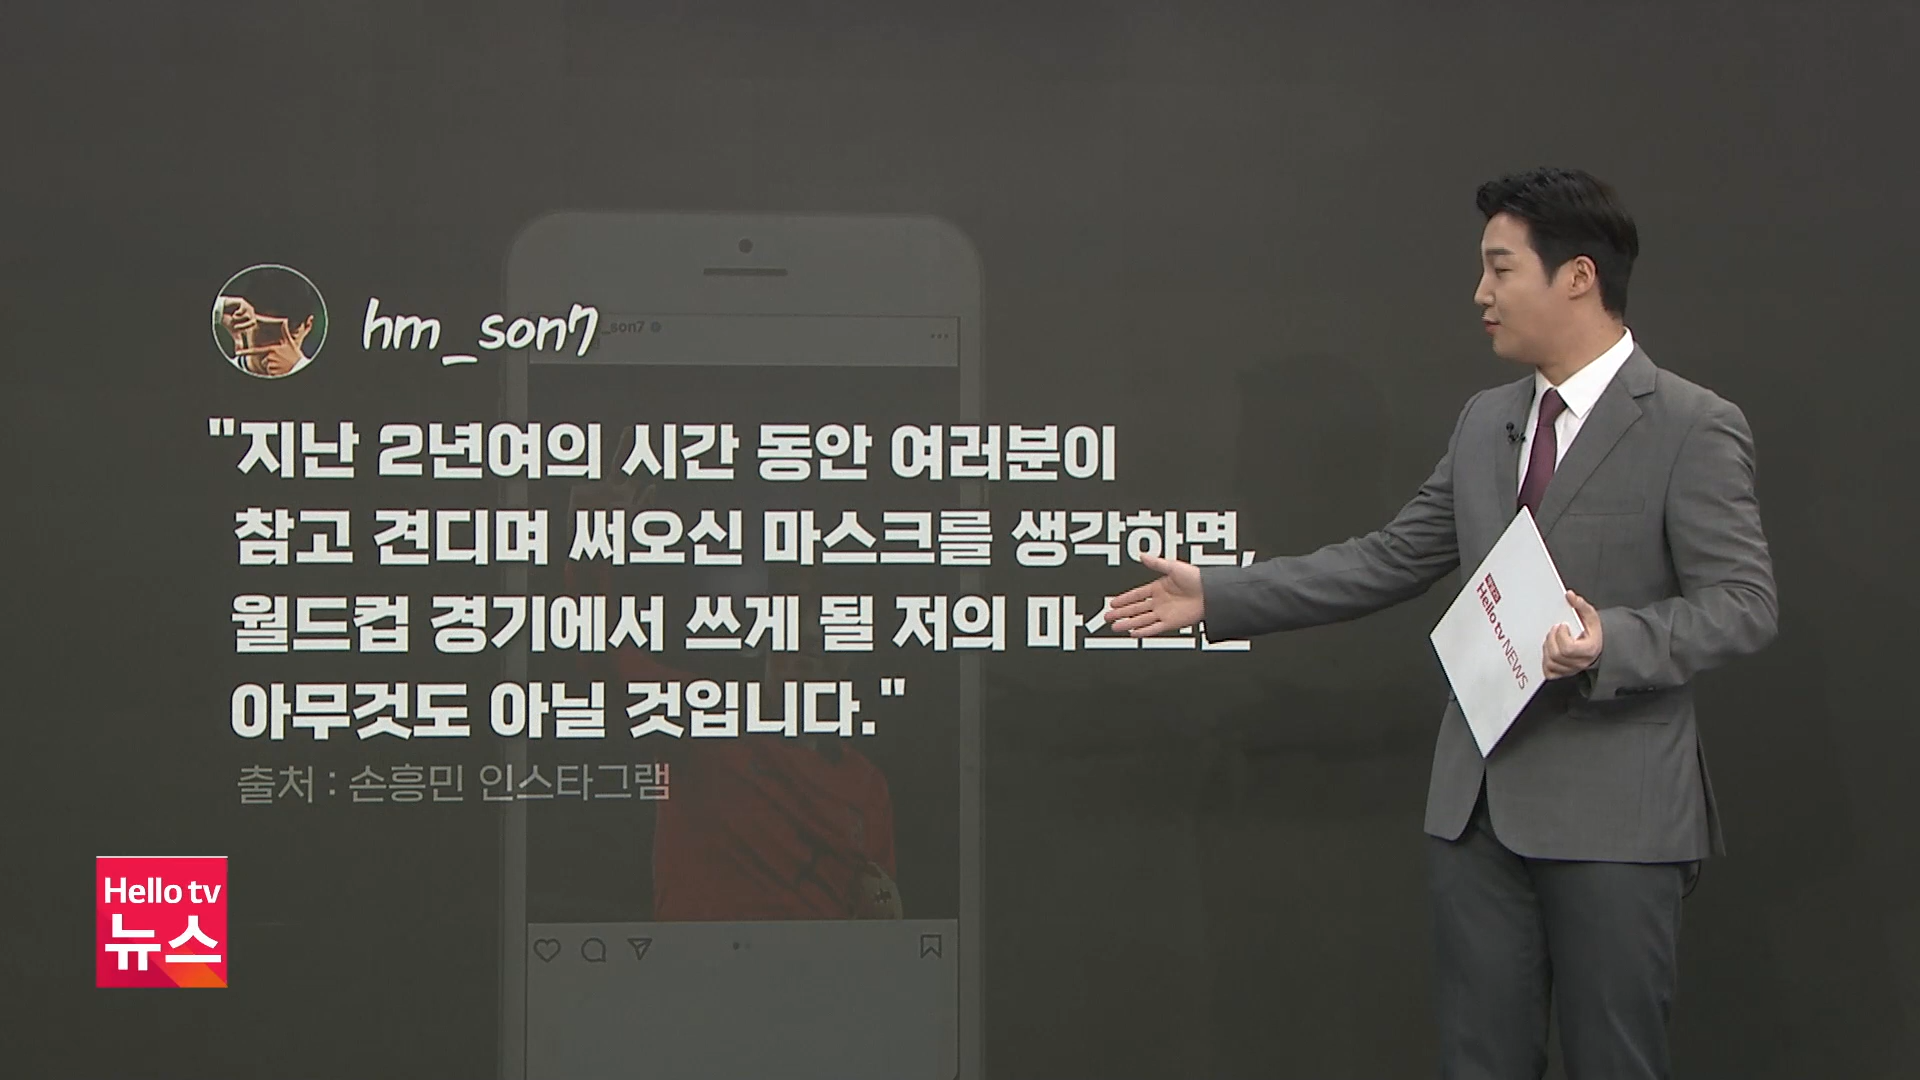 hm_son7
_son7
"지난 2년여의 시간 동안 여러분이
참고 견디며 써오신 마스크를 생각하면,
월드컵 경기에서 쓰게 될 저의 마스크는
아무것도 아닐 것입니다."
출처 : 손흥민 인스타그램
Hello tv
뉴스
Hello tv NEWS